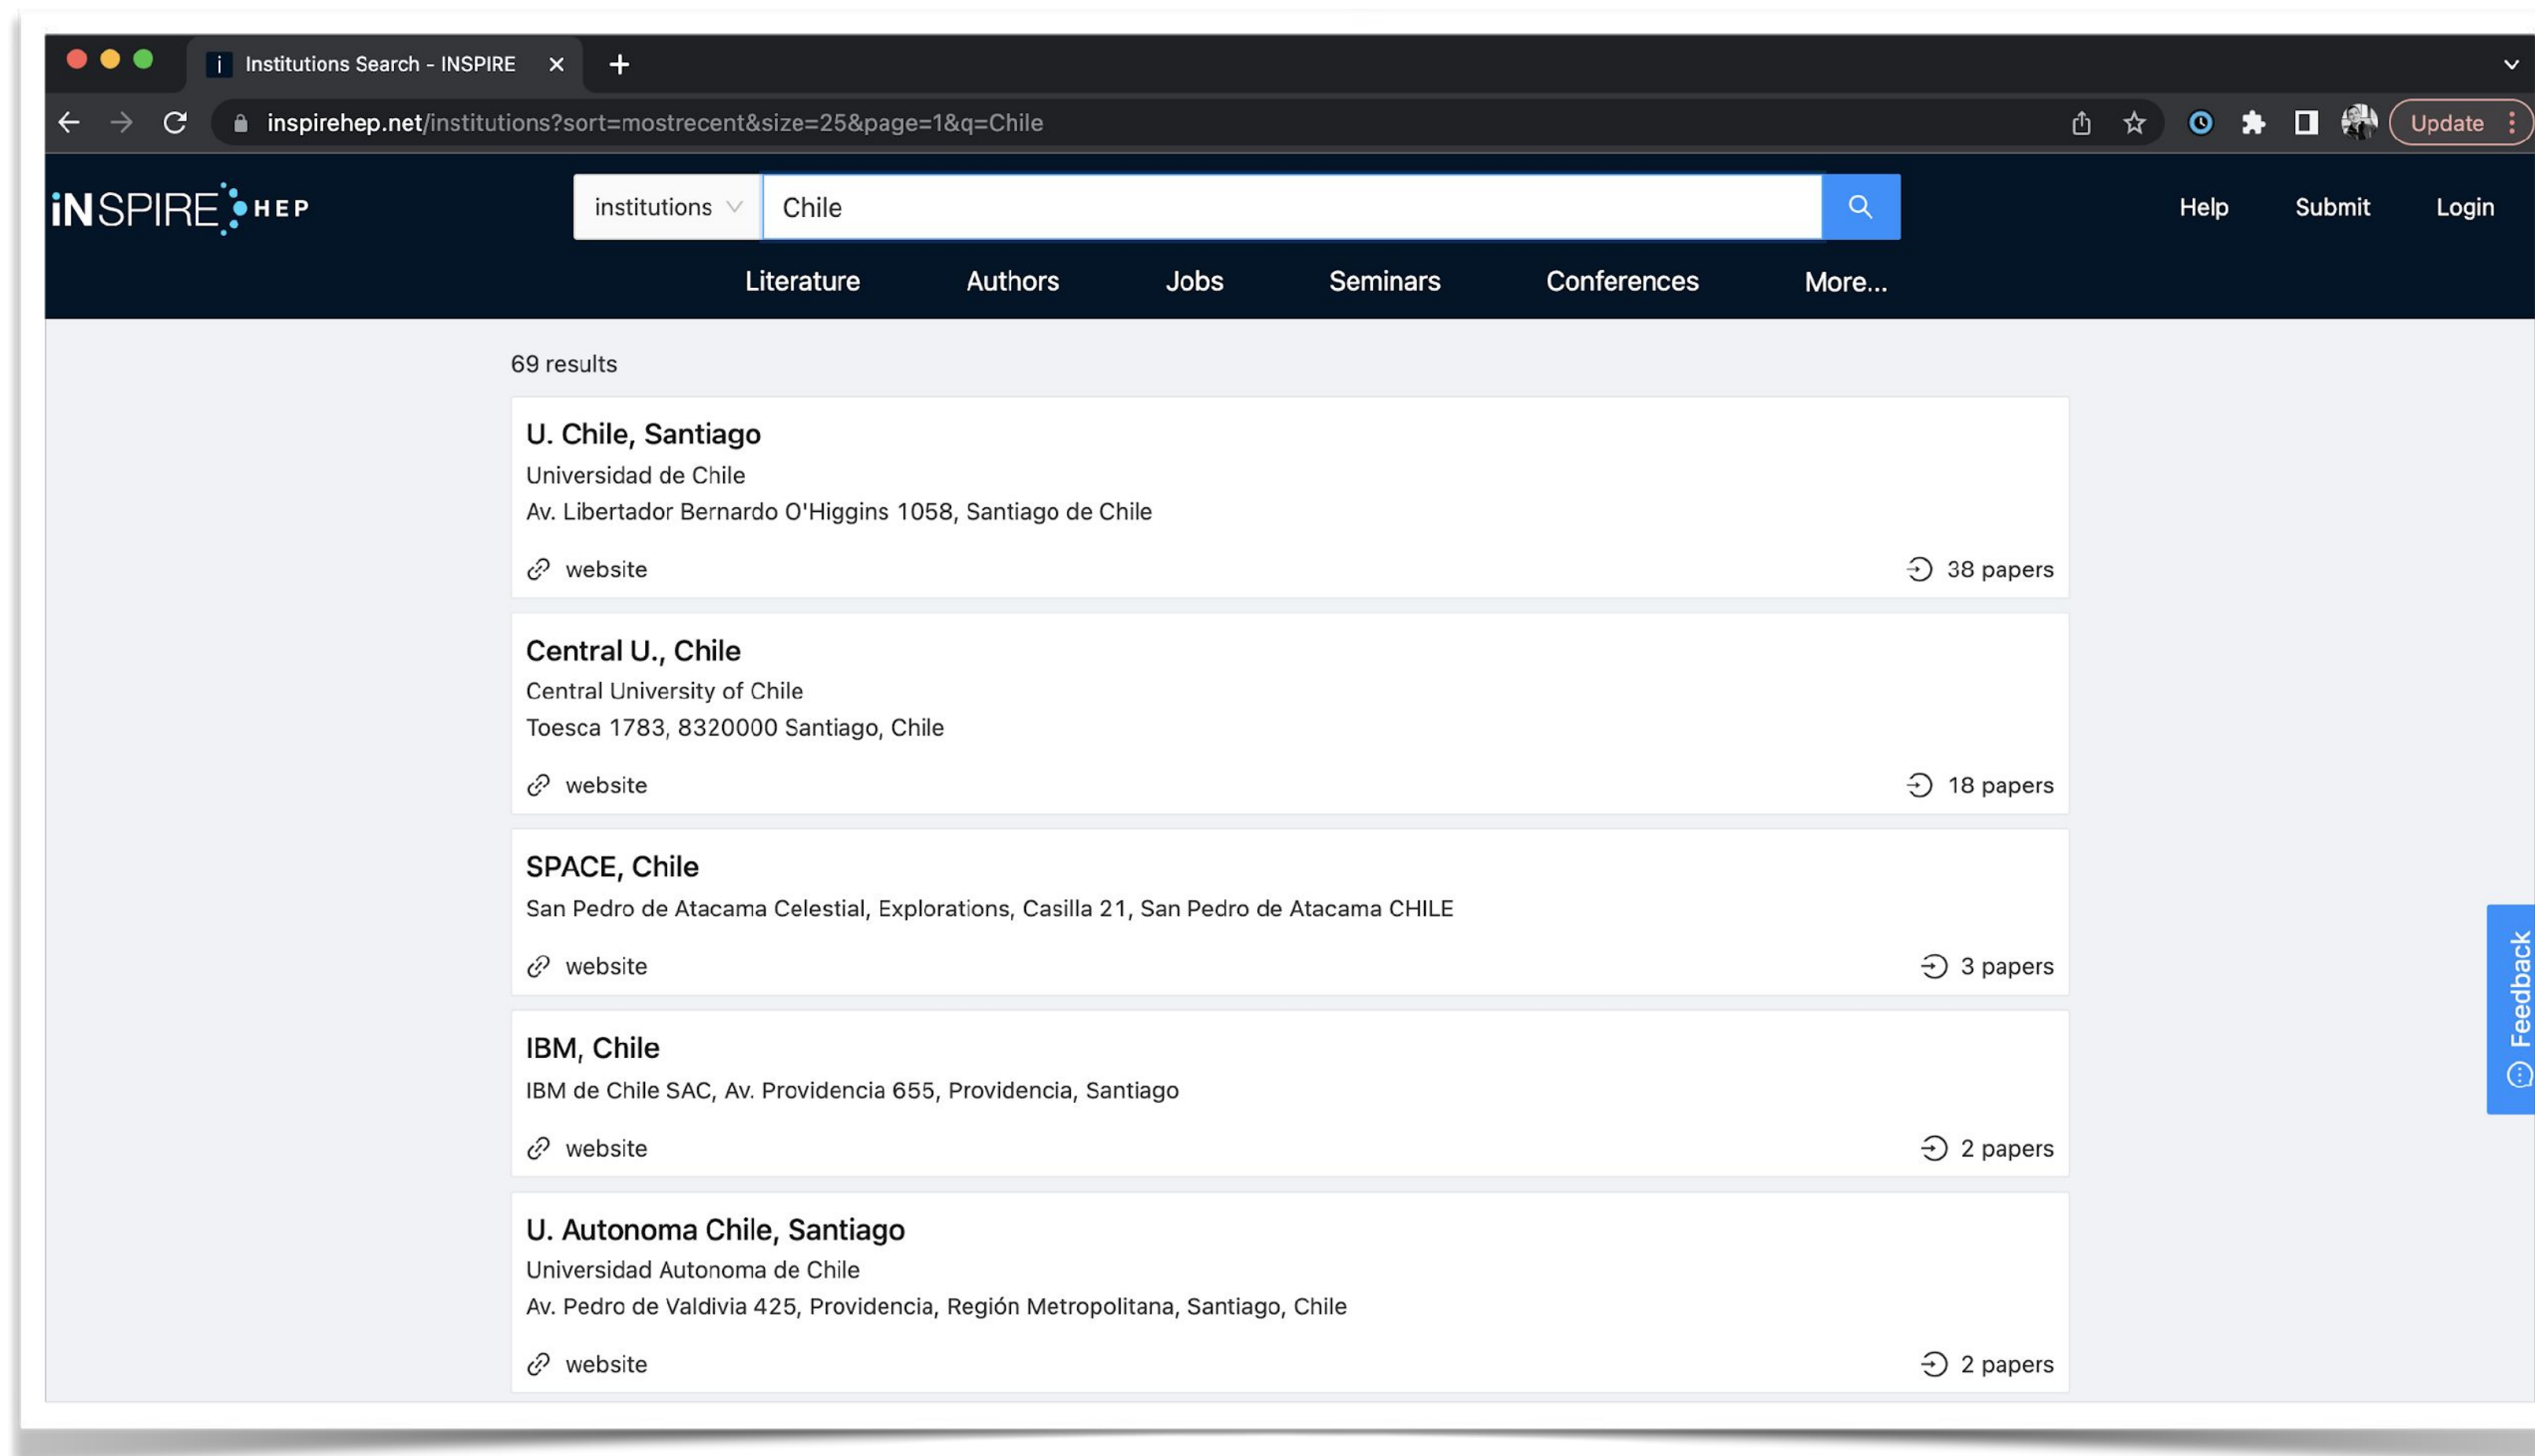 Institutions Search - INSPIRE
inspirehep.net/institutions?sort=mostrecent&size=25&page=1&q=Chile
Update
iNSPIRE HEP
institutions
Chile
Help
Submit
Login
Literature
Authors
Jobs
Seminars
Conferences
More...
69 results
U. Chile, Santiago
Universidad de Chile
Av. Libertador Bernardo O'Higgins 1058, Santiago de Chile
website
38 papers
Central U., Chile
Central University of Chile
Toesca 1783, 8320000 Santiago, Chile
website
18 papers
SPACE, Chile
San Pedro de Atacama Celestial, Explorations, Casilla 21, San Pedro de Atacama CHILE
website
3 papers
IBM, Chile
IBM de Chile SAC, Av. Providencia 655, Providencia, Santiago
website
2 papers
U. Autonoma Chile, Santiago
Universidad Autonoma de Chile
Av. Pedro de Valdivia 425, Providencia, Región Metropolitana, Santiago, Chile
website
2 papers
Feedback